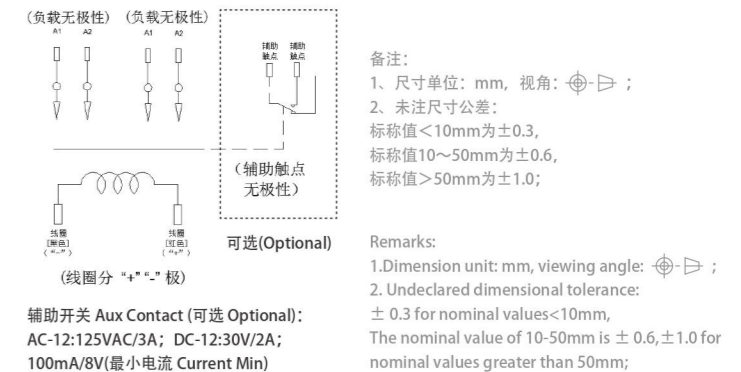 (负载无极性) (负载无极性)
A1 A2 A1 A2
辅助 辅助
触点 触点
(辅助触点
无极性)
线圈 线圈
[黑色] [红色]
("-") ("+")
可选(Optional)
(线圈分 "+" "-" 极)
辅助开关 Aux Contact (可选 Optional)：
AC-12:125VAC/3A；DC-12:30V/2A；
100mA/8V(最小电流 Current Min)
备注：
1、尺寸单位：mm，视角： - ；
2、未注尺寸公差：
标称值＜10mm为±0.3,
标称值10～50mm为±0.6,
标称值＞50mm为±1.0；
Remarks:
1.Dimension unit: mm, viewing angle: - ；
2. Undeclared dimensional tolerance:
± 0.3 for nominal values<10mm,
The nominal value of 10-50mm is ± 0.6,±1.0 for
nominal values greater than 50mm;